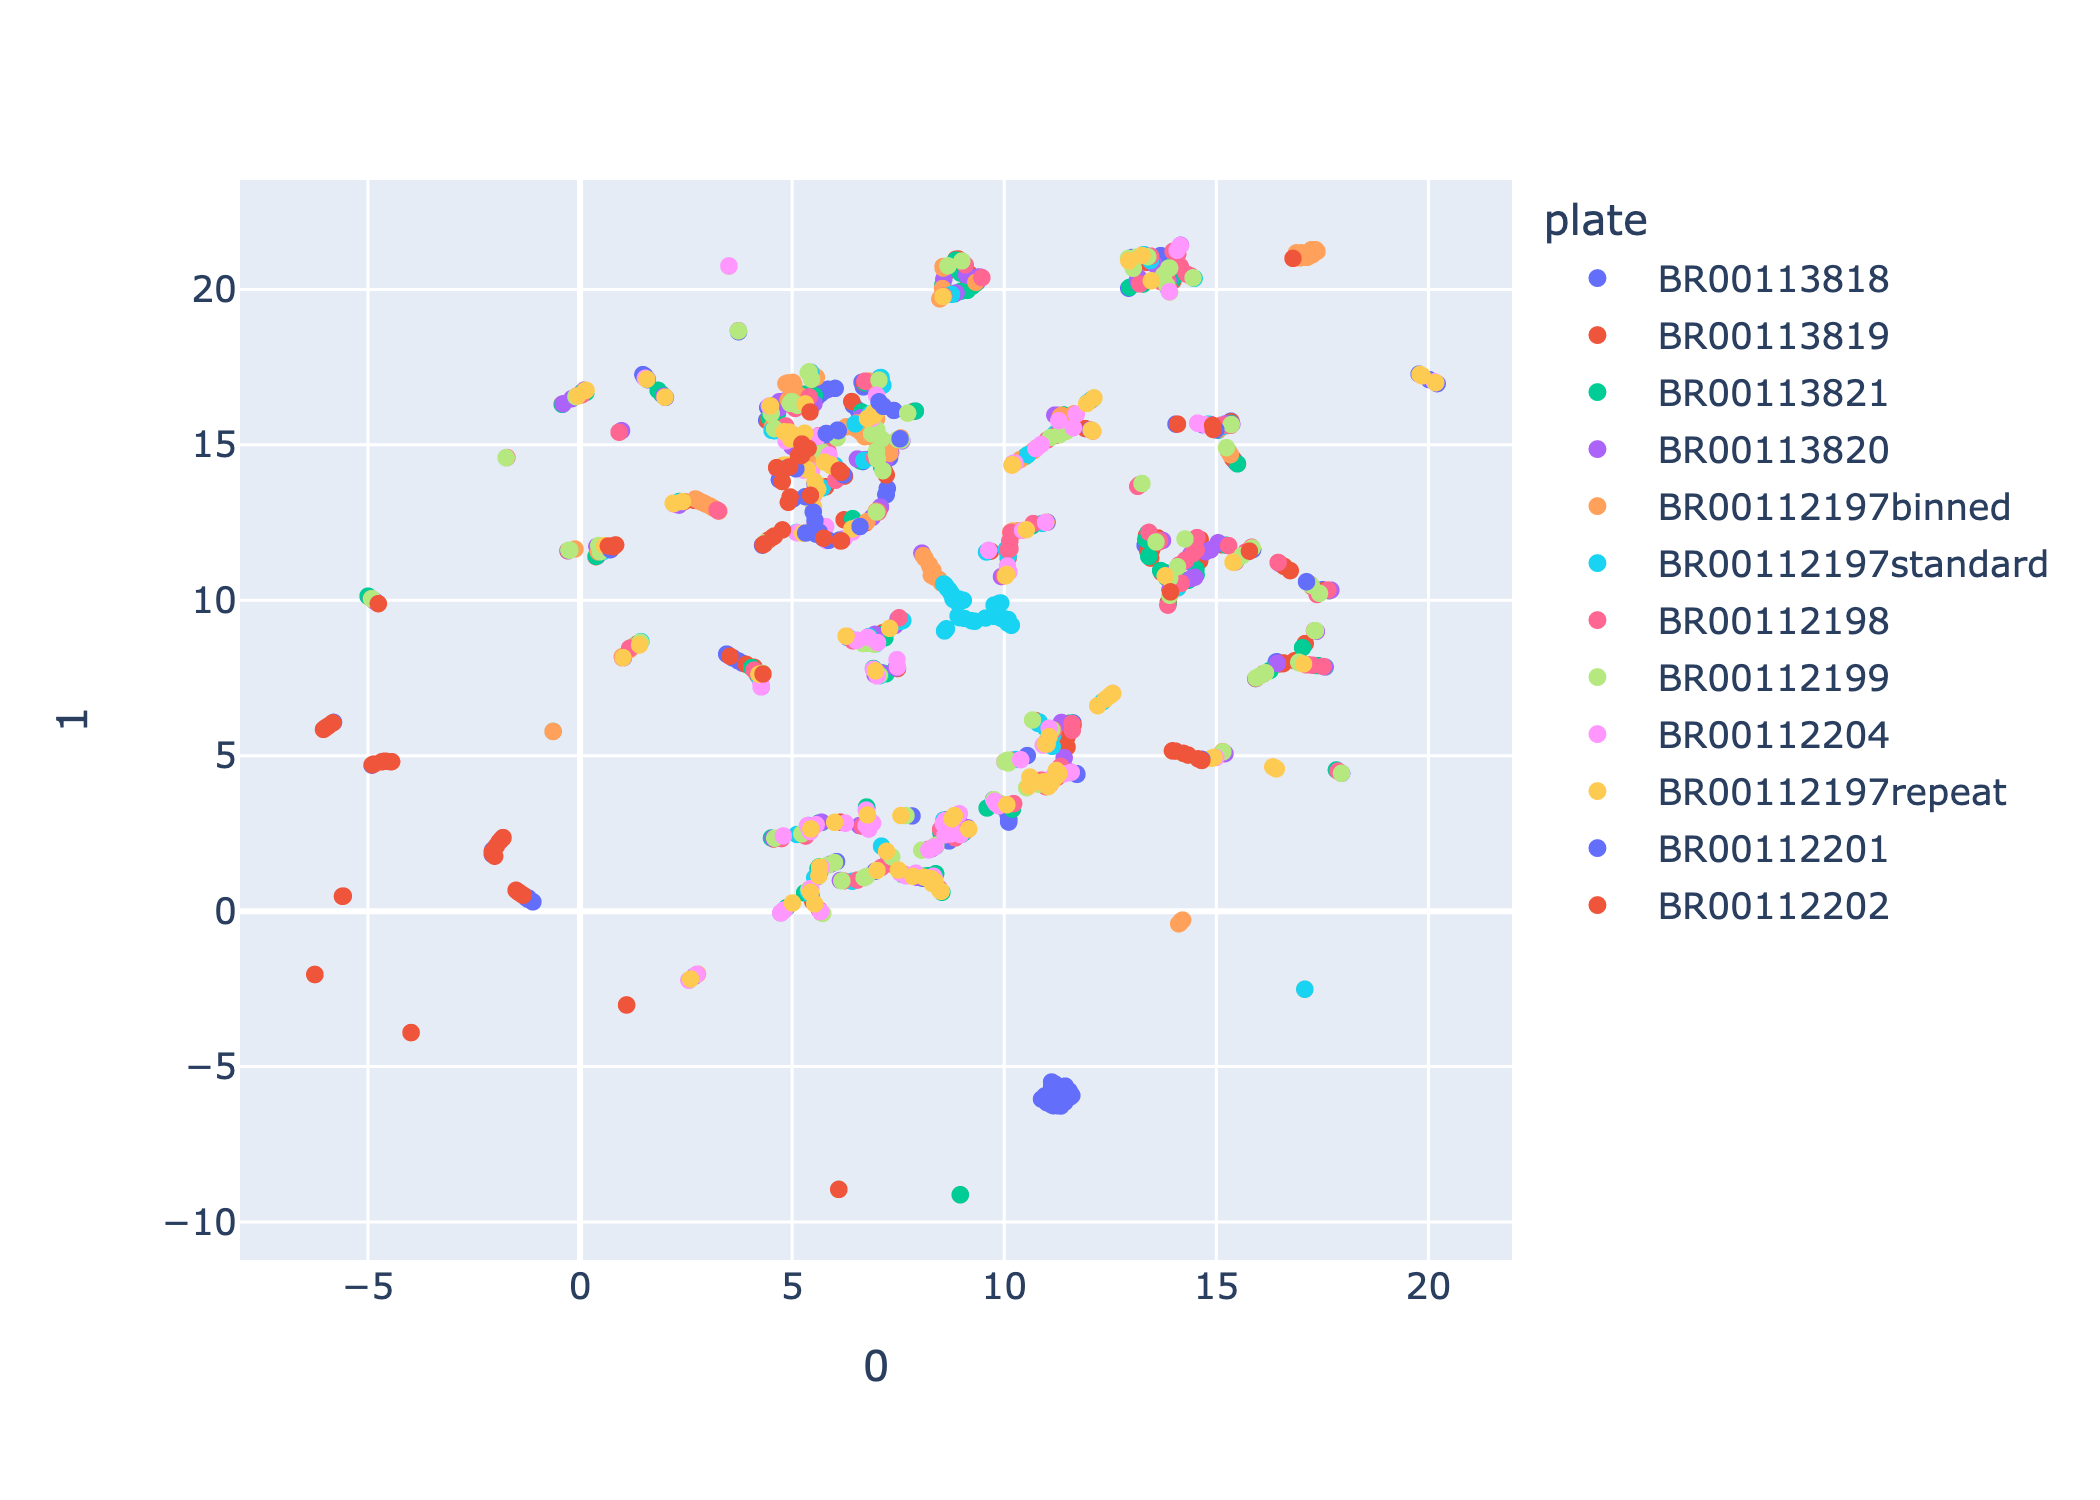 plate
BR00113818
BR00113819
BR00113821
BR00113820
BR00112197binned
BR00112197standard
BR00112198
BR00112199
BR00112204
BR00112197repeat
BR00112201
BR00112202
20
15
10
5
0
−5
−10
1
−5 0 5 10 15 20
0